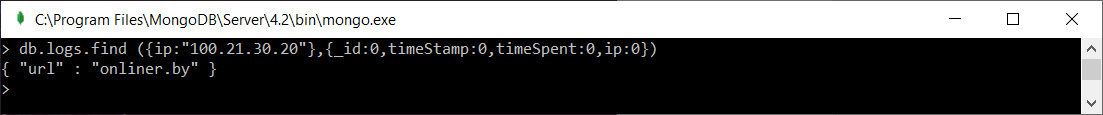 C:\Program Files\MongoDB\Server\4.2\bin\mongo.exe
> db.logs.find ({ip:"100.21.30.20"},{_id:0,timeStamp:0,timeSpent:0,ip:0})
{ "url" : "onliner.by" }
>